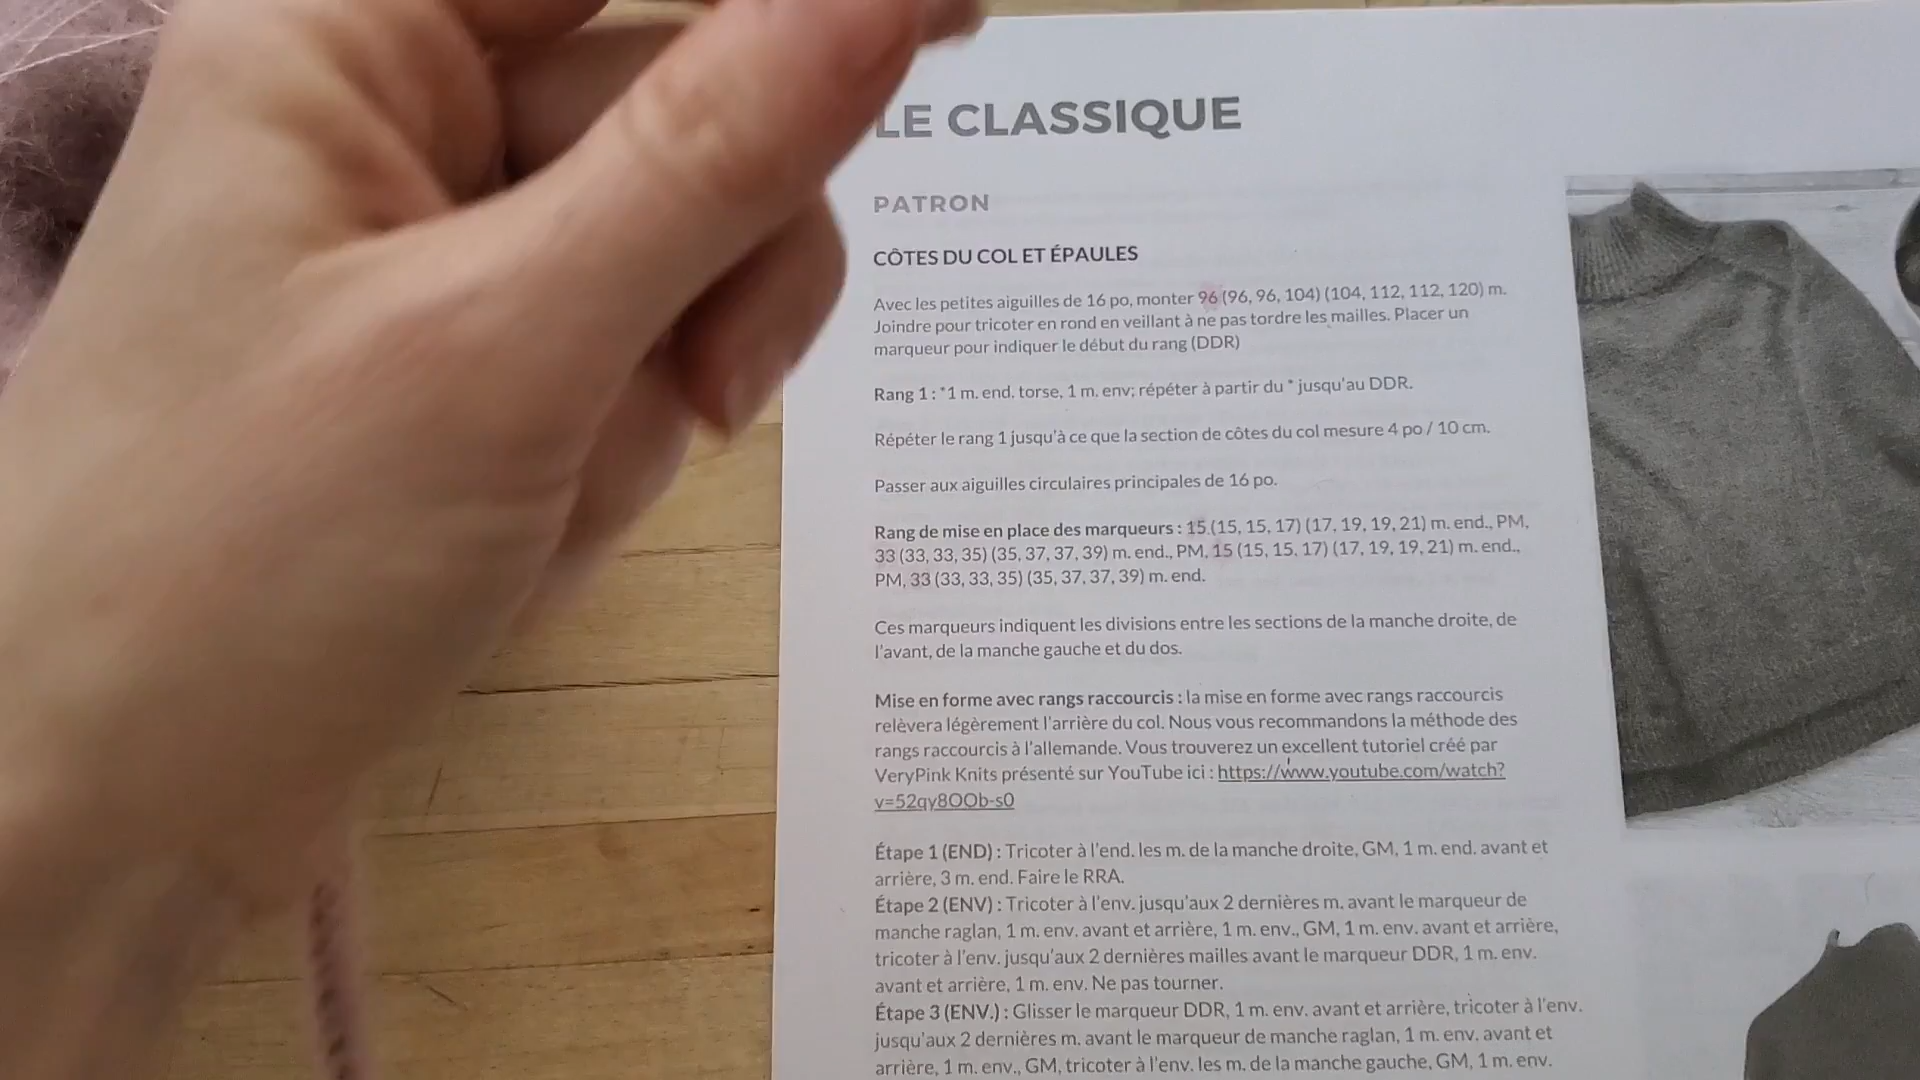 LE CLASSIQUE
PATRON
CÔTES DU COL ET ÉPAULES
Avec les petites aiguilles de 16 po, monter 96 (96, 96, 104) (104, 112, 112, 120) m.
Joindre pour tricoter en rond en veillant à ne pas tordre les mailles. Placer un
marqueur pour indiquer le début du rang (DDR)
Rang 1 : *1 m. end. torse, 1 m. env; répéter à partir du * jusqu'au DDR.
Répéter le rang 1 jusqu'à ce que la section de côtes du col mesure 4 po / 10 cm.
Passer aux aiguilles circulaires principales de 16 po.
Rang de mise en place des marqueurs : 15 (15, 15, 17) (17, 19, 19, 21) m. end., PM,
33 (33, 33, 35) (35, 37, 37, 39) m. end., PM, 15 (15, 15, 17) (17, 19, 19, 21) m. end.,
PM, 33 (33, 33, 35) (35, 37, 37, 39) m. end.
Ces marqueurs indiquent les divisions entre les sections de la manche droite, de
l'avant, de la manche gauche et du dos.
Mise en forme avec rangs raccourcis : la mise en forme avec rangs raccourcis
relèvera légèrement l'arrière du col. Nous vous recommandons la méthode des
rangs raccourcis à l'allemande. Vous trouverez un excellent tutoriel créé par
VeryPink Knits présenté sur YouTube ici : https://www.youtube.com/watch?
v=52qy8OOb-s0
Étape 1 (END) : Tricoter à l'end. les m. de la manche droite, GM, 1 m. end. avant et
arrière, 3 m. end. Faire le RRA.
Étape 2 (ENV) : Tricoter à l'env. jusqu'aux 2 dernières m. avant le marqueur de
manche raglan, 1 m. env. avant et arrière, 1 m. env., GM, 1 m. env. avant et arrière,
tricoter à l'env. jusqu'aux 2 dernières mailles avant le marqueur DDR, 1 m. env.
avant et arrière, 1 m. env. Ne pas tourner.
Étape 3 (ENV.) : Glisser le marqueur DDR, 1 m. env. avant et arrière, tricoter à l'env.
jusqu'aux 2 dernières m. avant le marqueur de manche raglan, 1 m. env. avant et
arrière, 1 m. env., GM, tricoter à l'env. les m. de la manche gauche, GM, 1 m. env.